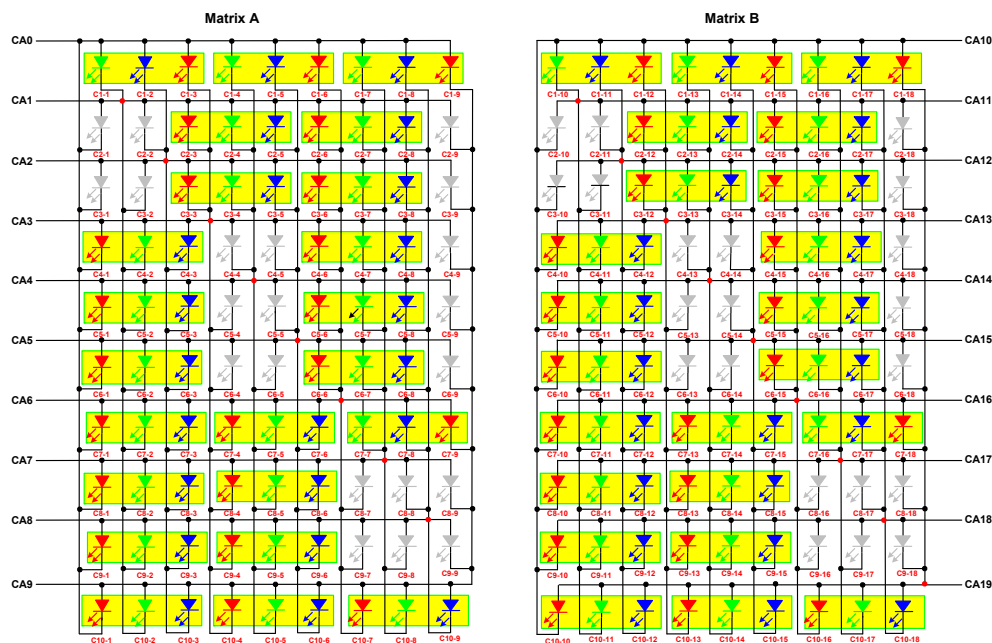 Matrix A Matrix B
CA0 CA10
C1-1 C1-2 C1-3 C1-4 C1-5 C1-6 C1-7 C1-8 C1-9 C1-10 C1-11 C1-12 C1-13 C1-14 C1-15 C1-16 C1-17 C1-18
CA1 CA11
C2-1 C2-2 C2-3 C2-4 C2-5 C2-6 C2-7 C2-8 C2-9 C2-10 C2-11 C2-12 C2-13 C2-14 C2-15 C2-16 C2-17 C2-18
CA2 CA12
C3-1 C3-2 C3-3 C3-4 C3-5 C3-6 C3-7 C3-8 C3-9 C3-10 C3-11 C3-12 C3-13 C3-14 C3-15 C3-16 C3-17 C3-18
CA3 CA13
C4-1 C4-2 C4-3 C4-4 C4-5 C4-6 C4-7 C4-8 C4-9 C4-10 C4-11 C4-12 C4-13 C4-14 C4-15 C4-16 C4-17 C4-18
CA4 CA14
C5-1 C5-2 C5-3 C5-4 C5-5 C5-6 C5-7 C5-8 C5-9 C5-10 C5-11 C5-12 C5-13 C5-14 C5-15 C5-16 C5-17 C5-18
CA5 CA15
C6-1 C6-2 C6-3 C6-4 C6-5 C6-6 C6-7 C6-8 C6-9 C6-10 C6-11 C6-12 C6-13 C6-14 C6-15 C6-16 C6-17 C6-18
CA6 CA16
C7-1 C7-2 C7-3 C7-4 C7-5 C7-6 C7-7 C7-8 C7-9 C7-10 C7-11 C7-12 C7-13 C7-14 C7-15 C7-16 C7-17 C7-18
CA7 CA17
C8-1 C8-2 C8-3 C8-4 C8-5 C8-6 C8-7 C8-8 C8-9 C8-10 C8-11 C8-12 C8-13 C8-14 C8-15 C8-16 C8-17 C8-18
CA8 CA18
C9-1 C9-2 C9-3 C9-4 C9-5 C9-6 C9-7 C9-8 C9-9 C9-10 C9-11 C9-12 C9-13 C9-14 C9-15 C9-16 C9-17 C9-18
CA9 CA19
C10-1 C10-2 C10-3 C10-4 C10-5 C10-6 C10-7 C10-8 C10-9 C10-10 C10-11 C10-12 C10-13 C10-14 C10-15 C10-16 C10-17 C10-18